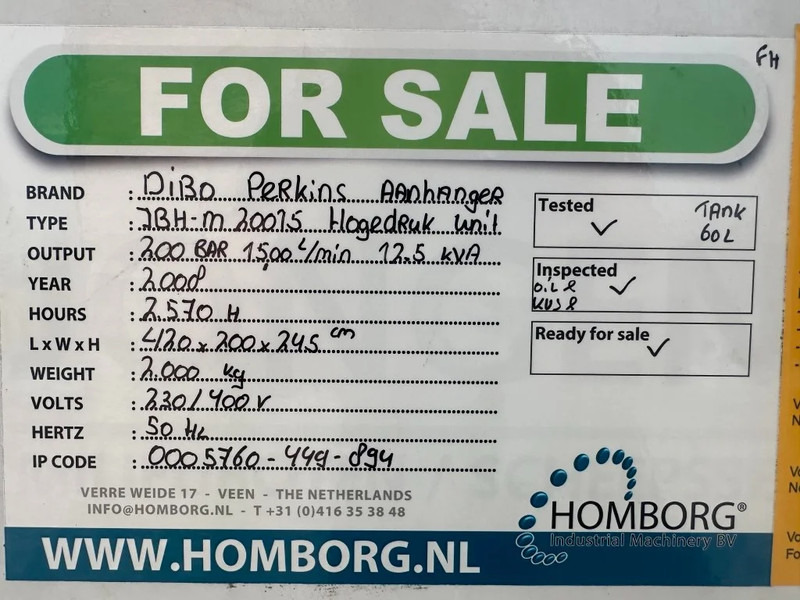 FH
FOR SALE
BRAND : DiBo PeRkins AANHANGER
TYPE : JBH-m 20015 Hogedruk unit
OUTPUT : 200 BAR 15,00 L/min 12.5 kVA
YEAR : 2008
HOURS : 2.570 H
L x W x H : 420 x 200 x 245 cm
WEIGHT : 2.000 kg
VOLTS : 230/400 V
HERTZ : 50 Hz
IP CODE : 0005760-449-894
Tested ✓ TANK
60 L
Inspected ✓
Ready for sale ✓
VERRE WEIDE 17 - VEEN - THE NETHERLANDS
INFO@HOMBORG.NL - T +31 (0)416 35 38 48
HOMBORG®
Industrial Machinery BV
WWW.HOMBORG.NL